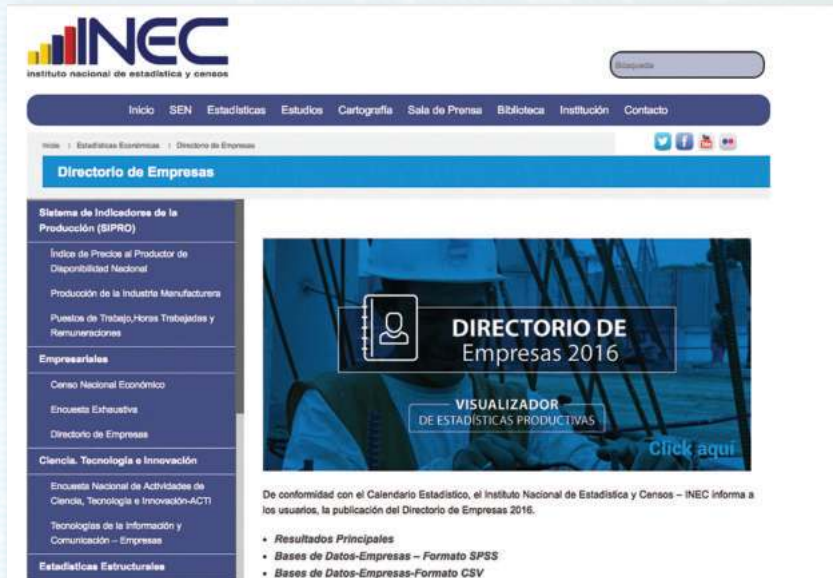 INEC
instituto nacional de estadística y censos
Búsqueda
Inicio SEN Estadísticas Estudios Cartografía Sala de Prensa Biblioteca Institución Contacto
Inicio Estadísticas Económicas Directorio de Empresas
Directorio de Empresas
Sistema de Indicadores de la
Producción (SIPRO)
Índice de Precios al Productor de
Disponibilidad Nacional
Producción de la Industria Manufacturera
Puestos de Trabajo,Horas Trabajadas y
Remuneraciones
Empresariales
Censo Nacional Económico
Encuesta Exhaustiva
Directorio de Empresas
Ciencia. Tecnología e Innovación
Encuesta Nacional de Actividades de
Ciencia, Tecnología e Innovación-ACTI
Tecnologías de la Información y
Comunicación – Empresas
Estadísticas Estructurales
DIRECTORIO DE
Empresas 2016
VISUALIZADOR
DE ESTADÍSTICAS PRODUCTIVAS
Click aquí
De conformidad con el Calendario Estadístico, el Instituto Nacional de Estadística y Censos – INEC informa a
los usuarios, la publicación del Directorio de Empresas 2016.
• Resultados Principales
• Bases de Datos-Empresas – Formato SPSS
• Bases de Datos-Empresas-Formato CSV